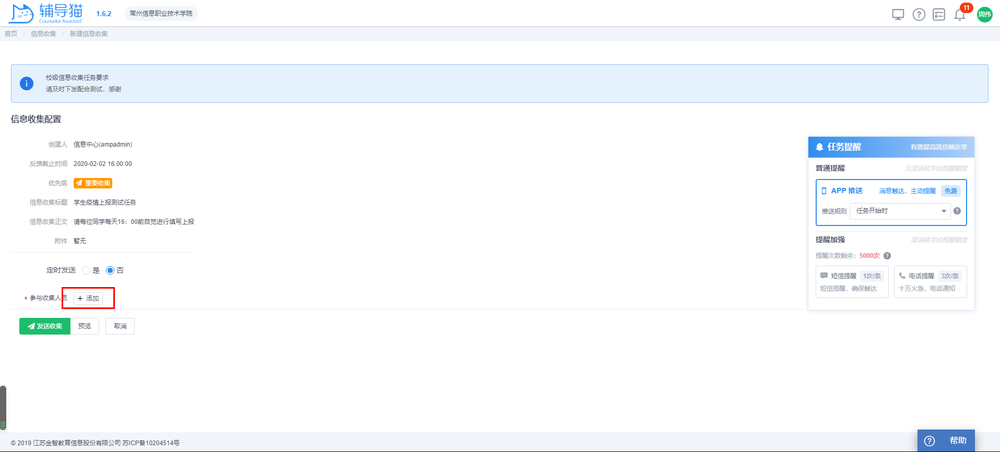 辅导猫
Counselor Assistant
1.6.2
常州信息职业技术学院
11
周伟
首页 / 信息收集 / 新建信息收集
校级信息收集任务要求
请及时下发配合测试，感谢
信息收集配置
创建人 信息中心(ampadmin)
反馈截止时间 2020-02-02 16:00:00
优先级 重要收集
信息收集标题 学生疫情上报测试任务
信息收集正文 请每位同学每天16：00前自觉进行填写上报
附件 暂无
定时发送 是 否
* 参与收集人员 + 添加
发送收集 预览 取消
任务提醒 有效提高消息触达率
普通提醒 无需消耗学校提醒额度
APP 推送 消息触达，主动提醒 免费
推送规则 任务开始时
提醒加强 需消耗学校提醒额度
提醒次数剩余：5000次
短信提醒 1次/条
短信提醒，确保触达
电话提醒 3次/条
十万火急，电话通知
© 2019 江苏金智教育信息股份有限公司 苏ICP备10204514号
帮助